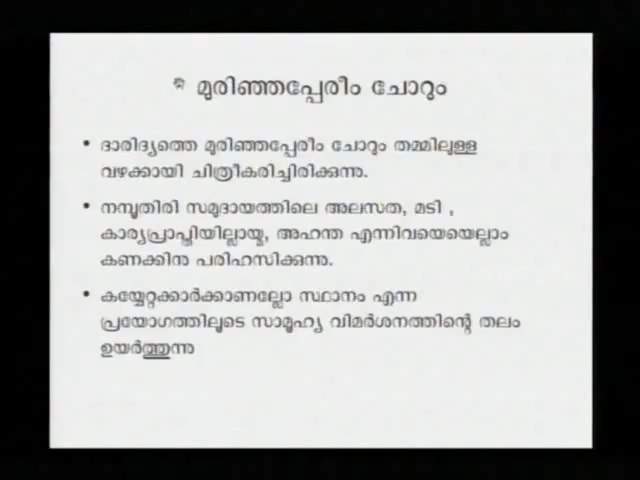 * മുരിഞ്ഞപ്പേരീം ചോറും
• ദാരിദ്ര്യത്തെ മുരിഞ്ഞപ്പേരീം ചോറും തമ്മിലുള്ള
വഴക്കായി ചിത്രീകരിച്ചിരിക്കുന്നു.
• നമ്പൂതിരി സമുദായത്തിലെ അലസത, മടി ,
കാര്യപ്രാപ്തിയില്ലായ്മ, അഹന്ത എന്നിവയെയെല്ലാം
കണക്കിനു പരിഹസിക്കുന്നു.
• കയ്യേറ്റക്കാർക്കാണല്ലോ സ്ഥാനം എന്ന
പ്രയോഗത്തിലൂടെ സാമൂഹ്യ വിമർശനത്തിന്റെ തലം
ഉയർത്തുന്നു